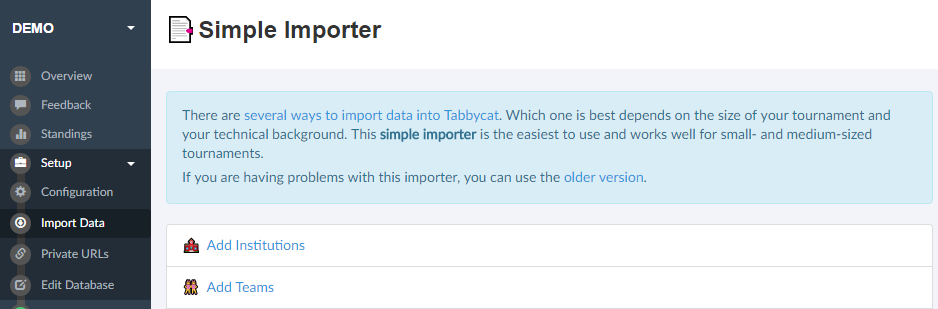 DEMO
Overview
Feedback
Standings
Setup
Configuration
Import Data
Private URLs
Edit Database
Simple Importer
There are several ways to import data into Tabbycat. Which one is best depends on the size of your tournament and
your technical background. This simple importer is the easiest to use and works well for small- and medium-sized
tournaments.
If you are having problems with this importer, you can use the older version.
Add Institutions
Add Teams